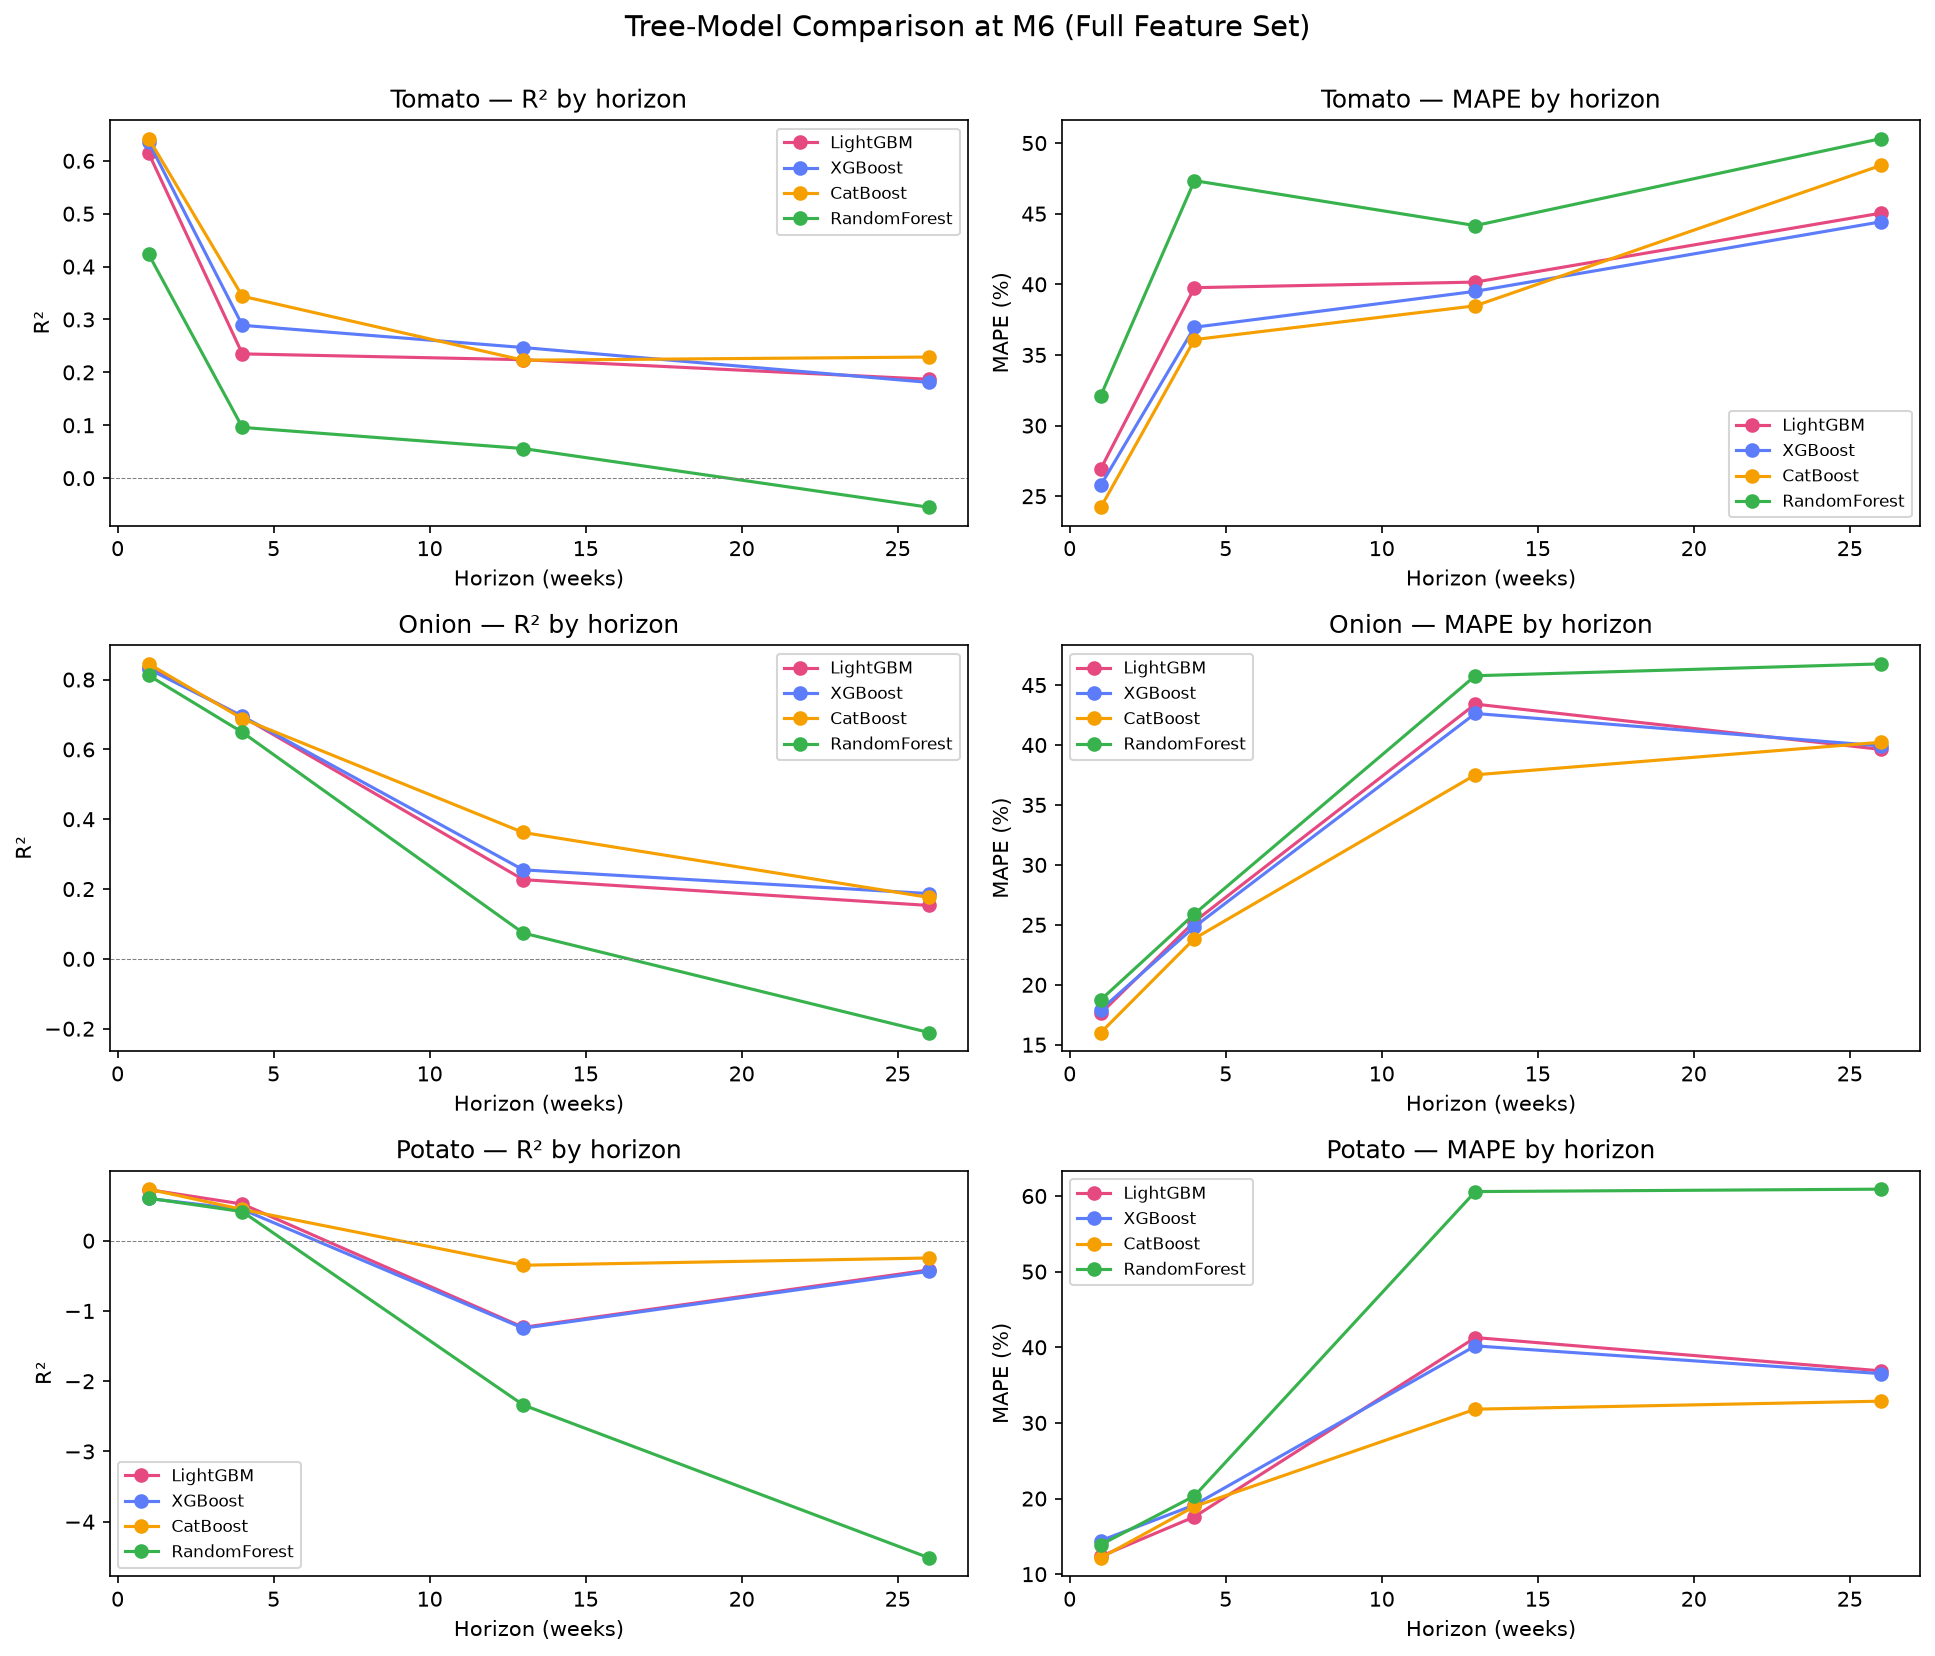 Tree-Model Comparison at M6 (Full Feature Set)
Tomato — R² by horizon
R²
0.6
0.5
0.4
0.3
0.2
0.1
0.0
LightGBM
XGBoost
CatBoost
RandomForest
0 5 10 15 20 25
Horizon (weeks)
Tomato — MAPE by horizon
MAPE (%)
50
45
40
35
30
25
LightGBM
XGBoost
CatBoost
RandomForest
0 5 10 15 20 25
Horizon (weeks)
Onion — R² by horizon
R²
0.8
0.6
0.4
0.2
0.0
−0.2
LightGBM
XGBoost
CatBoost
RandomForest
0 5 10 15 20 25
Horizon (weeks)
Onion — MAPE by horizon
MAPE (%)
45
40
35
30
25
20
15
LightGBM
XGBoost
CatBoost
RandomForest
0 5 10 15 20 25
Horizon (weeks)
Potato — R² by horizon
R²
0
−1
−2
−3
−4
LightGBM
XGBoost
CatBoost
RandomForest
0 5 10 15 20 25
Horizon (weeks)
Potato — MAPE by horizon
MAPE (%)
60
50
40
30
20
10
LightGBM
XGBoost
CatBoost
RandomForest
0 5 10 15 20 25
Horizon (weeks)